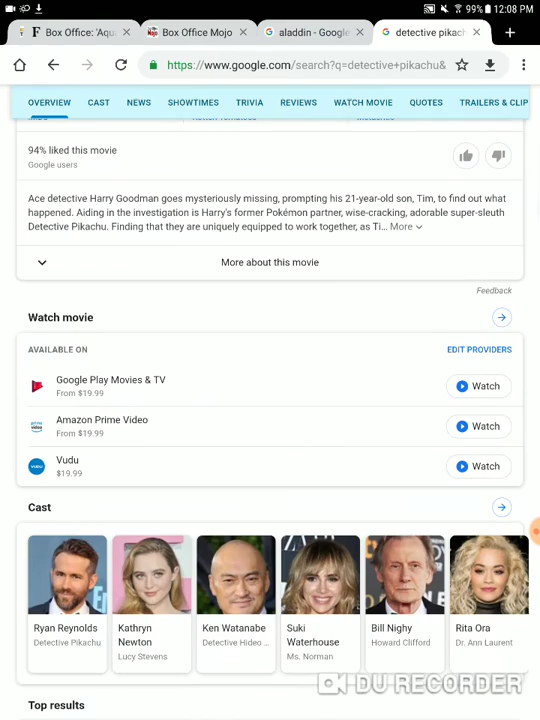 99% 12:08 PM
Box Office: 'Aqua
Box Office Mojo
aladdin - Google
detective pikach
https://www.google.com/search?q=detective+pikachu&
OVERVIEW CAST NEWS SHOWTIMES TRIVIA REVIEWS WATCH MOVIE QUOTES TRAILERS & CLIP
94% liked this movie
Google users
Ace detective Harry Goodman goes mysteriously missing, prompting his 21-year-old son, Tim, to find out what
happened. Aiding in the investigation is Harry's former Pokémon partner, wise-cracking, adorable super-sleuth
Detective Pikachu. Finding that they are uniquely equipped to work together, as Ti... More
More about this movie
Feedback
Watch movie
AVAILABLE ON
EDIT PROVIDERS
Google Play Movies & TV
From $19.99
Watch
prime video
Amazon Prime Video
From $19.99
Watch
VUDU
Vudu
$19.99
Watch
Cast
Ryan Reynolds
Detective Pikachu
Kathryn
Newton
Lucy Stevens
Ken Watanabe
Detective Hideo ...
Suki
Waterhouse
Ms. Norman
Bill Nighy
Howard Clifford
Rita Ora
Dr. Ann Laurent
DU RECORDER
Top results